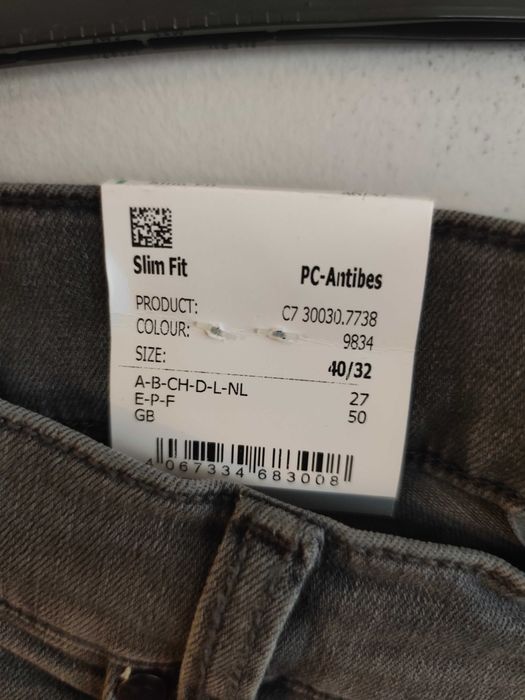 Slim Fit
PC-Antibes
PRODUCT: C7 30030.7738
COLOUR: 9834
SIZE: 40/32
A-B-CH-D-L-NL 27
E-P-F 50
GB
4 067334 683008